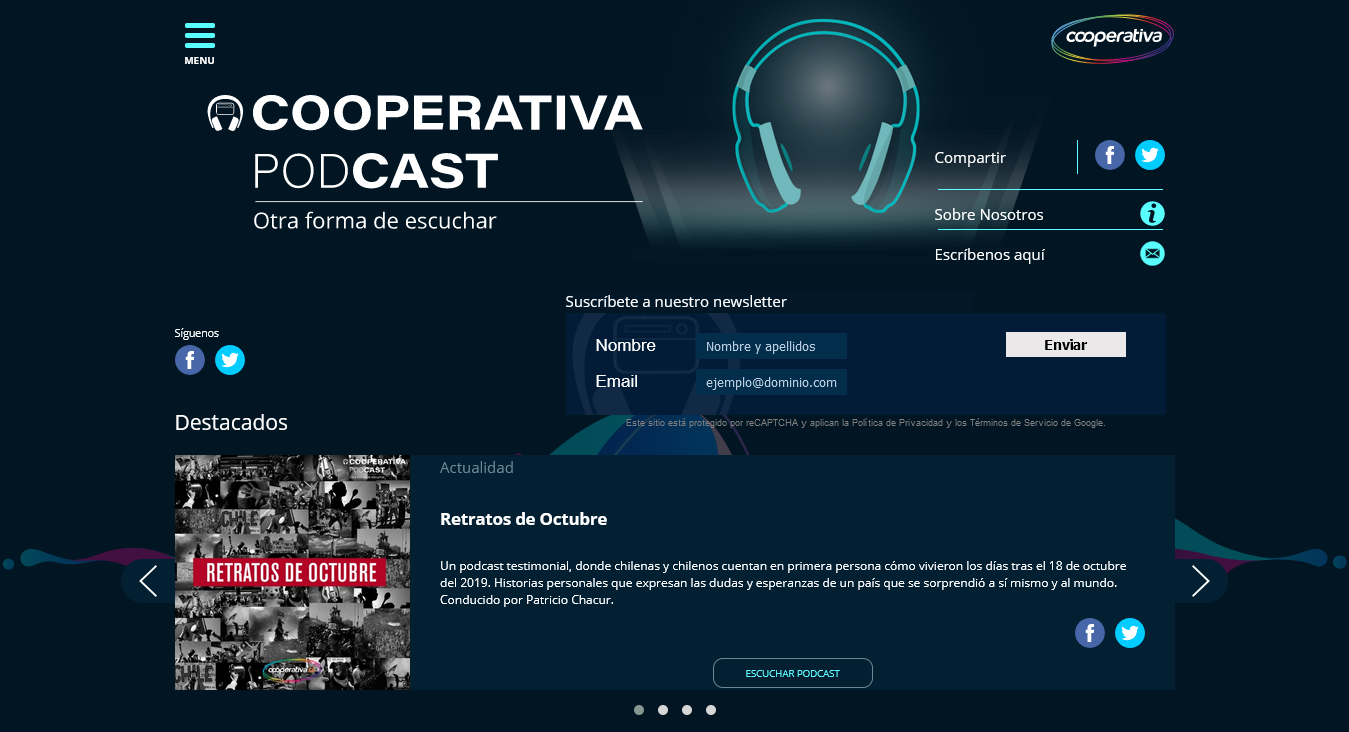 MENU
cooperativa
COOPERATIVA
PODCAST
Otra forma de escuchar
Compartir
Sobre Nosotros
Escríbenos aquí
Suscríbete a nuestro newsletter
Nombre
Nombre y apellidos
Enviar
Email
ejemplo@dominio.com
Este sitio está protegido por reCAPTCHA y aplican la Política de Privacidad y los Términos de Servicio de Google.
Síguenos
Destacados
COOPERATIVA
PODCAST
CHILE
RETRATOS DE OCTUBRE
CHILE
cooperativa
Actualidad
Retratos de Octubre
Un podcast testimonial, donde chilenas y chilenos cuentan en primera persona cómo vivieron los días tras el 18 de octubre
del 2019. Historias personales que expresan las dudas y esperanzas de un país que se sorprendió a sí mismo y al mundo.
Conducido por Patricio Chacur.
ESCUCHAR PODCAST